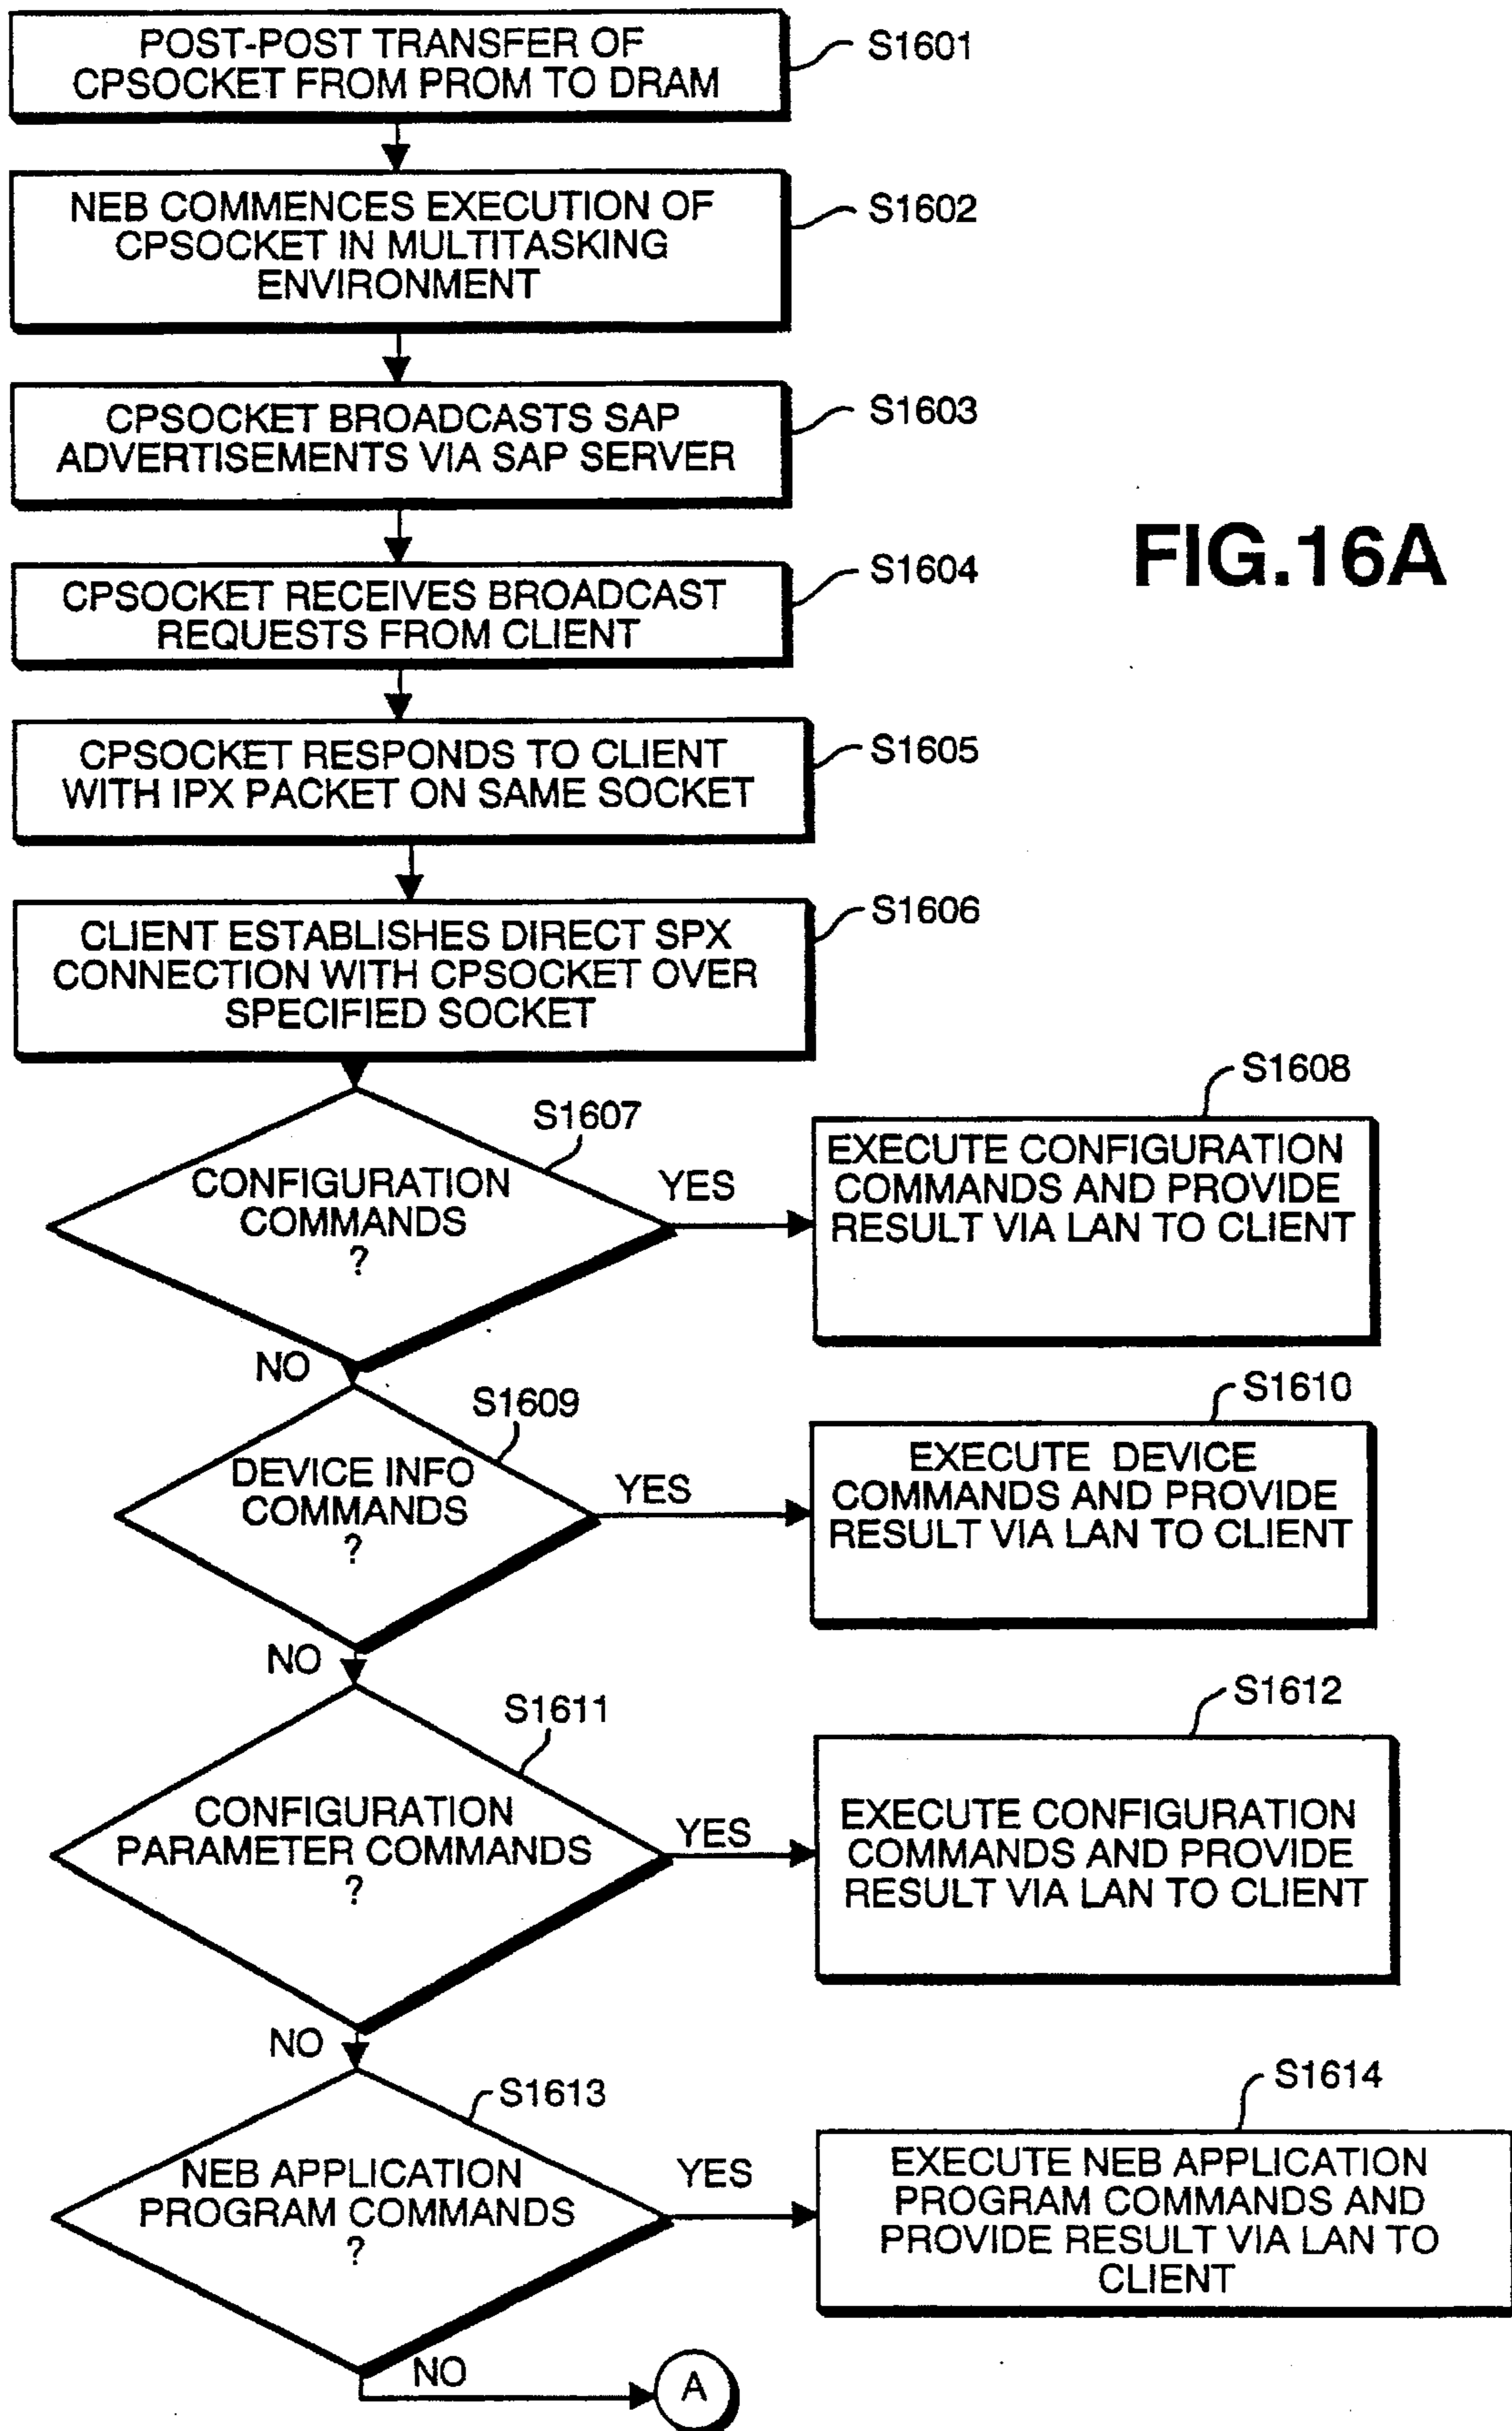 POST-POST TRANSFER OF
CPSOCKET FROM PROM TO DRAM
S1601
NEB COMMENCES EXECUTION OF
CPSOCKET IN MULTITASKING
ENVIRONMENT
S1602
CPSOCKET BROADCASTS SAP
ADVERTISEMENTS VIA SAP SERVER
S1603
FIG.16A
CPSOCKET RECEIVES BROADCAST
REQUESTS FROM CLIENT
S1604
CPSOCKET RESPONDS TO CLIENT
WITH IPX PACKET ON SAME SOCKET
S1605
CLIENT ESTABLISHES DIRECT SPX
CONNECTION WITH CPSOCKET OVER
SPECIFIED SOCKET
S1606
S1607
CONFIGURATION
COMMANDS
?
YES
S1608
EXECUTE CONFIGURATION
COMMANDS AND PROVIDE
RESULT VIA LAN TO CLIENT
NO
S1609
DEVICE INFO
COMMANDS
?
YES
S1610
EXECUTE DEVICE
COMMANDS AND PROVIDE
RESULT VIA LAN TO CLIENT
NO
S1611
CONFIGURATION
PARAMETER COMMANDS
?
YES
S1612
EXECUTE CONFIGURATION
COMMANDS AND PROVIDE
RESULT VIA LAN TO CLIENT
NO
S1613
NEB APPLICATION
PROGRAM COMMANDS
?
YES
S1614
EXECUTE NEB APPLICATION
PROGRAM COMMANDS AND
PROVIDE RESULT VIA LAN TO
CLIENT
NO
A